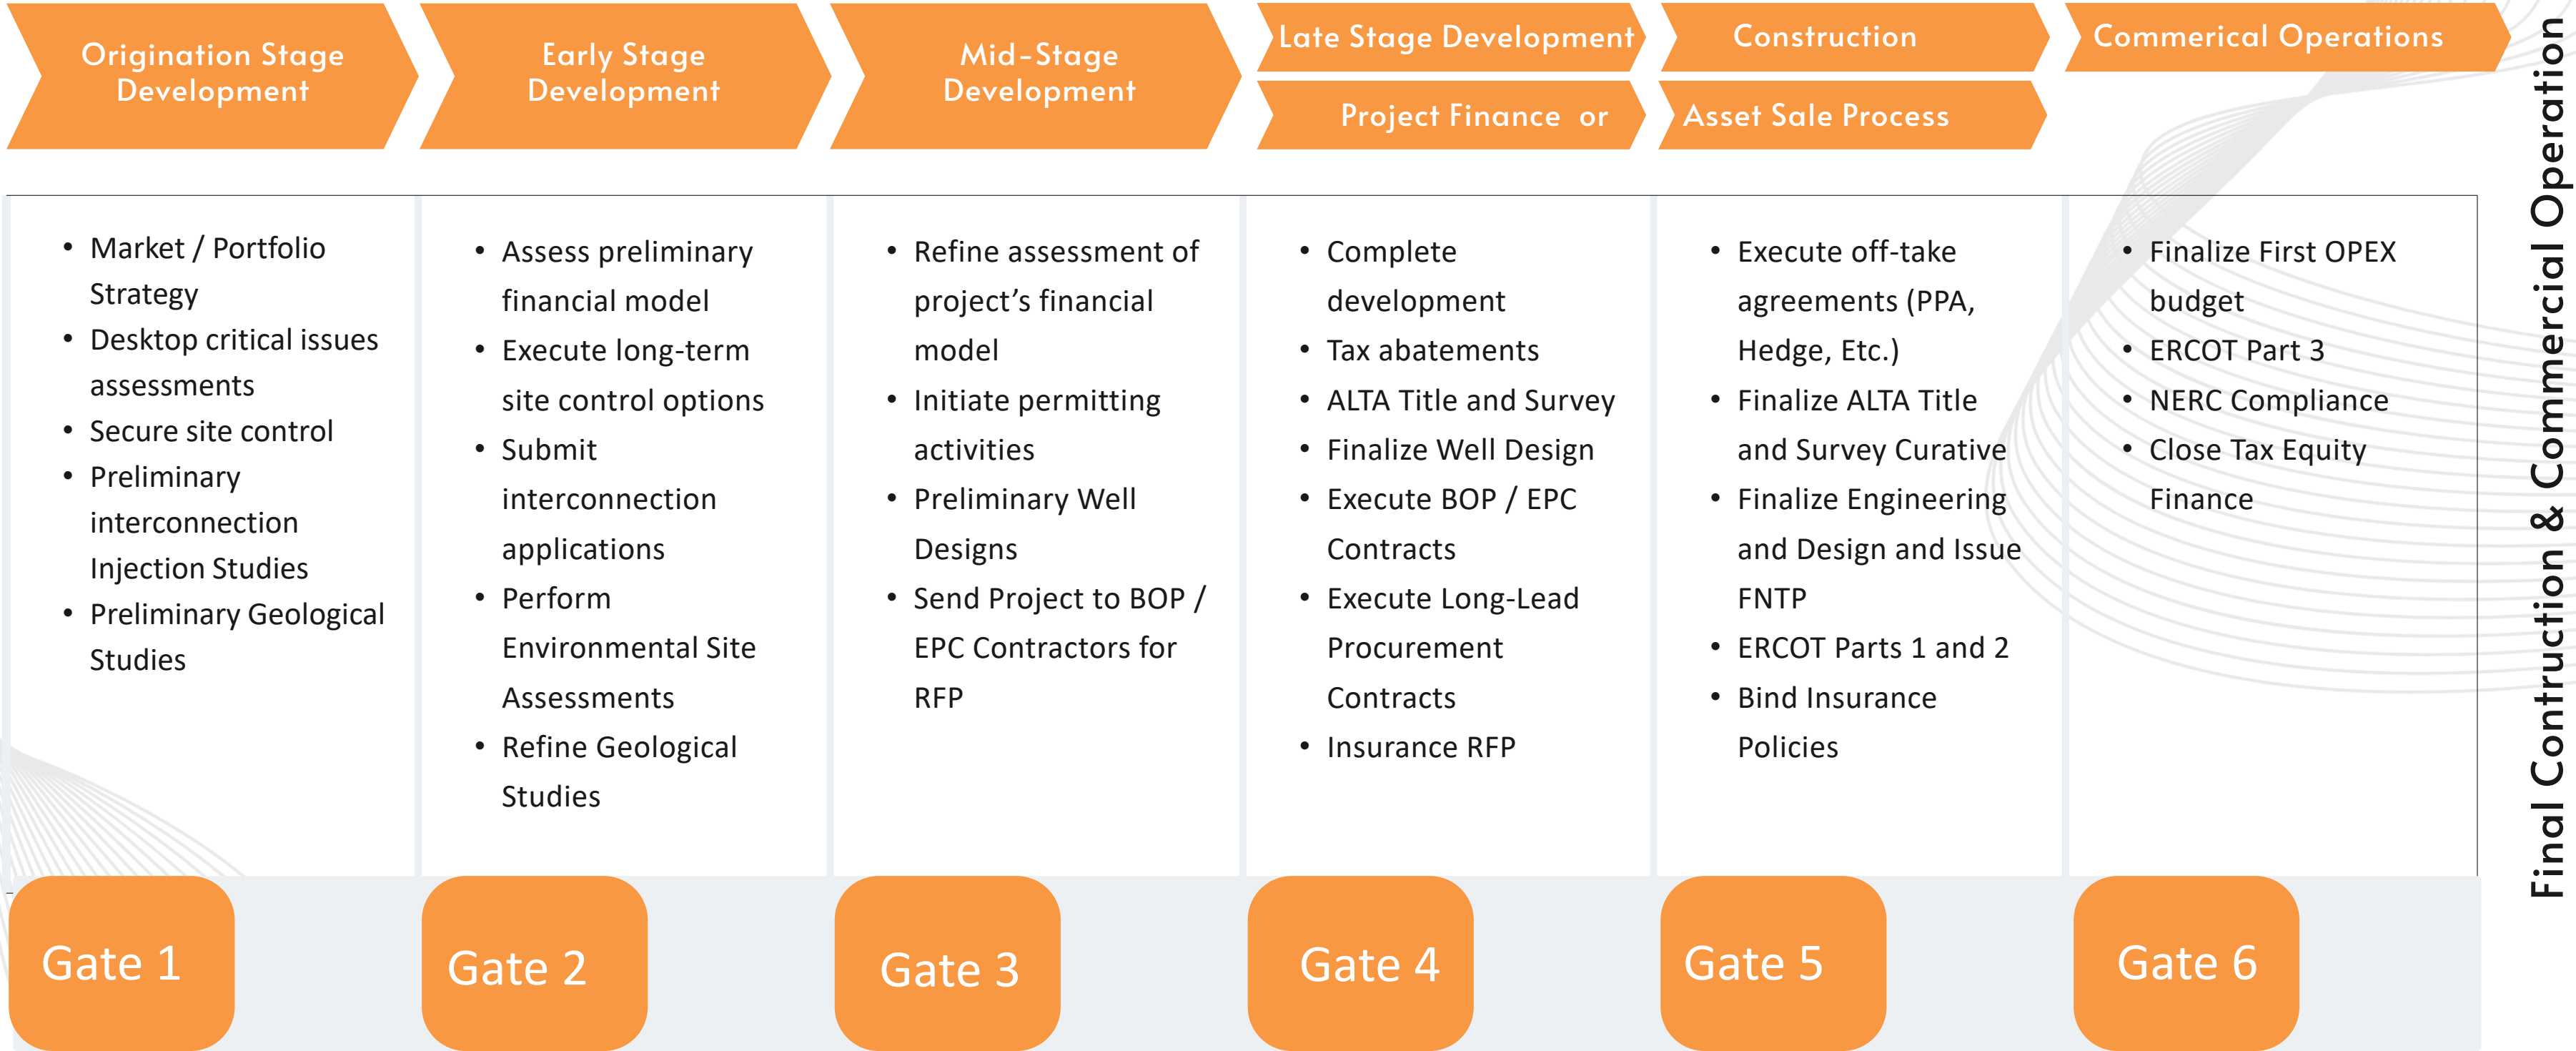 Origination Stage
Development
Early Stage
Development
Mid-Stage
Development
Late Stage Development
Project Finance or
Construction
Asset Sale Process
Commerical Operations
• Market / Portfolio
Strategy
• Desktop critical issues
assessments
• Secure site control
• Preliminary
interconnection
Injection Studies
• Preliminary Geological
Studies
• Assess preliminary
financial model
• Execute long-term
site control options
• Submit
interconnection
applications
• Perform
Environmental Site
Assessments
• Refine Geological
Studies
• Refine assessment of
project’s financial
model
• Initiate permitting
activities
• Preliminary Well
Designs
• Send Project to BOP /
EPC Contractors for
RFP
• Complete
development
• Tax abatements
• ALTA Title and Survey
• Finalize Well Design
• Execute BOP / EPC
Contracts
• Execute Long-Lead
Procurement
Contracts
• Insurance RFP
• Execute off-take
agreements (PPA,
Hedge, Etc.)
• Finalize ALTA Title
and Survey Curative
• Finalize Engineering
and Design and Issue
FNTP
• ERCOT Parts 1 and 2
• Bind Insurance
Policies
• Finalize First OPEX
budget
• ERCOT Part 3
• NERC Compliance
• Close Tax Equity
Finance
Gate 1
Gate 2
Gate 3
Gate 4
Gate 5
Gate 6
Final Contruction & Commercial Operation